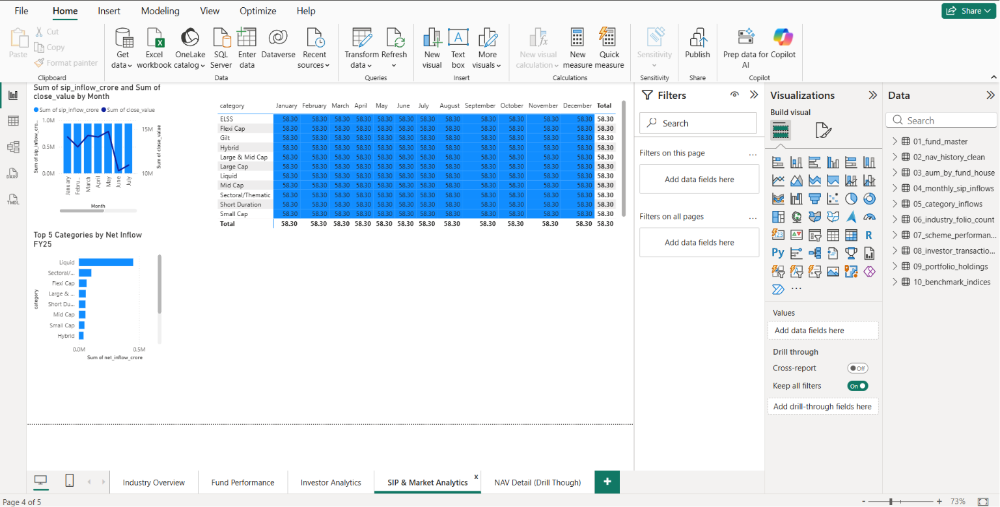 File Home Insert Modeling View Optimize Help Share
Paste Cut Copy Format painter
Clipboard
Get data Excel workbook OneLake catalog SQL Server Enter data Dataverse Recent sources
Data
Transform data Refresh
Queries
New visual Text box More visuals
Insert
New visual calculation New measure Quick measure
Calculations
Sensitivity
Sensitivity
Publish
Share
Prep data for AI Copilot
Copilot
Sum of sip_inflow_crore and Sum of
close_value by Month
Sum of sip_inflow_crore Sum of close_value
1.0M
0.5M
0.0M
15M
10M
Sum of sip_inflow_cro...
Sum of close_value
January Febru... March April May June July
Month
Top 5 Categories by Net Inflow
FY25
category
Liquid
Sectoral/...
Flexi Cap
Large & ...
Short Du...
Mid Cap
Small Cap
Hybrid
0.0M 0.5M
Sum of net_inflow_crore
category January February March April May June July August September October November December Total
ELSS 58.30 58.30 58.30 58.30 58.30 58.30 58.30 58.30 58.30 58.30 58.30 58.30 58.30
Flexi Cap 58.30 58.30 58.30 58.30 58.30 58.30 58.30 58.30 58.30 58.30 58.30 58.30 58.30
Gilt 58.30 58.30 58.30 58.30 58.30 58.30 58.30 58.30 58.30 58.30 58.30 58.30 58.30
Hybrid 58.30 58.30 58.30 58.30 58.30 58.30 58.30 58.30 58.30 58.30 58.30 58.30 58.30
Large & Mid Cap 58.30 58.30 58.30 58.30 58.30 58.30 58.30 58.30 58.30 58.30 58.30 58.30 58.30
Large Cap 58.30 58.30 58.30 58.30 58.30 58.30 58.30 58.30 58.30 58.30 58.30 58.30 58.30
Liquid 58.30 58.30 58.30 58.30 58.30 58.30 58.30 58.30 58.30 58.30 58.30 58.30 58.30
Mid Cap 58.30 58.30 58.30 58.30 58.30 58.30 58.30 58.30 58.30 58.30 58.30 58.30 58.30
Sectoral/Thematic 58.30 58.30 58.30 58.30 58.30 58.30 58.30 58.30 58.30 58.30 58.30 58.30 58.30
Short Duration 58.30 58.30 58.30 58.30 58.30 58.30 58.30 58.30 58.30 58.30 58.30 58.30 58.30
Small Cap 58.30 58.30 58.30 58.30 58.30 58.30 58.30 58.30 58.30 58.30 58.30 58.30 58.30
Total 58.30 58.30 58.30 58.30 58.30 58.30 58.30 58.30 58.30 58.30 58.30 58.30 58.30
Filters
Search
Filters on this page ...
Add data fields here
Filters on all pages ...
Add data fields here
Visualizations
Build visual
123
R
Py
...
Values
Add data fields here
Drill through
Cross-report Off
Keep all filters On
Add drill-through fields here
Data
Search
01_fund_master
02_nav_history_clean
03_aum_by_fund_house
04_monthly_sip_inflows
05_category_inflows
06_industry_folio_count
07_scheme_performan...
08_investor_transactio...
09_portfolio_holdings
10_benchmark_indices
DAX
TMDL
Industry Overview Fund Performance Investor Analytics SIP & Market Analytics x NAV Detail (Drill Though) +
Page 4 of 5 - + 73%